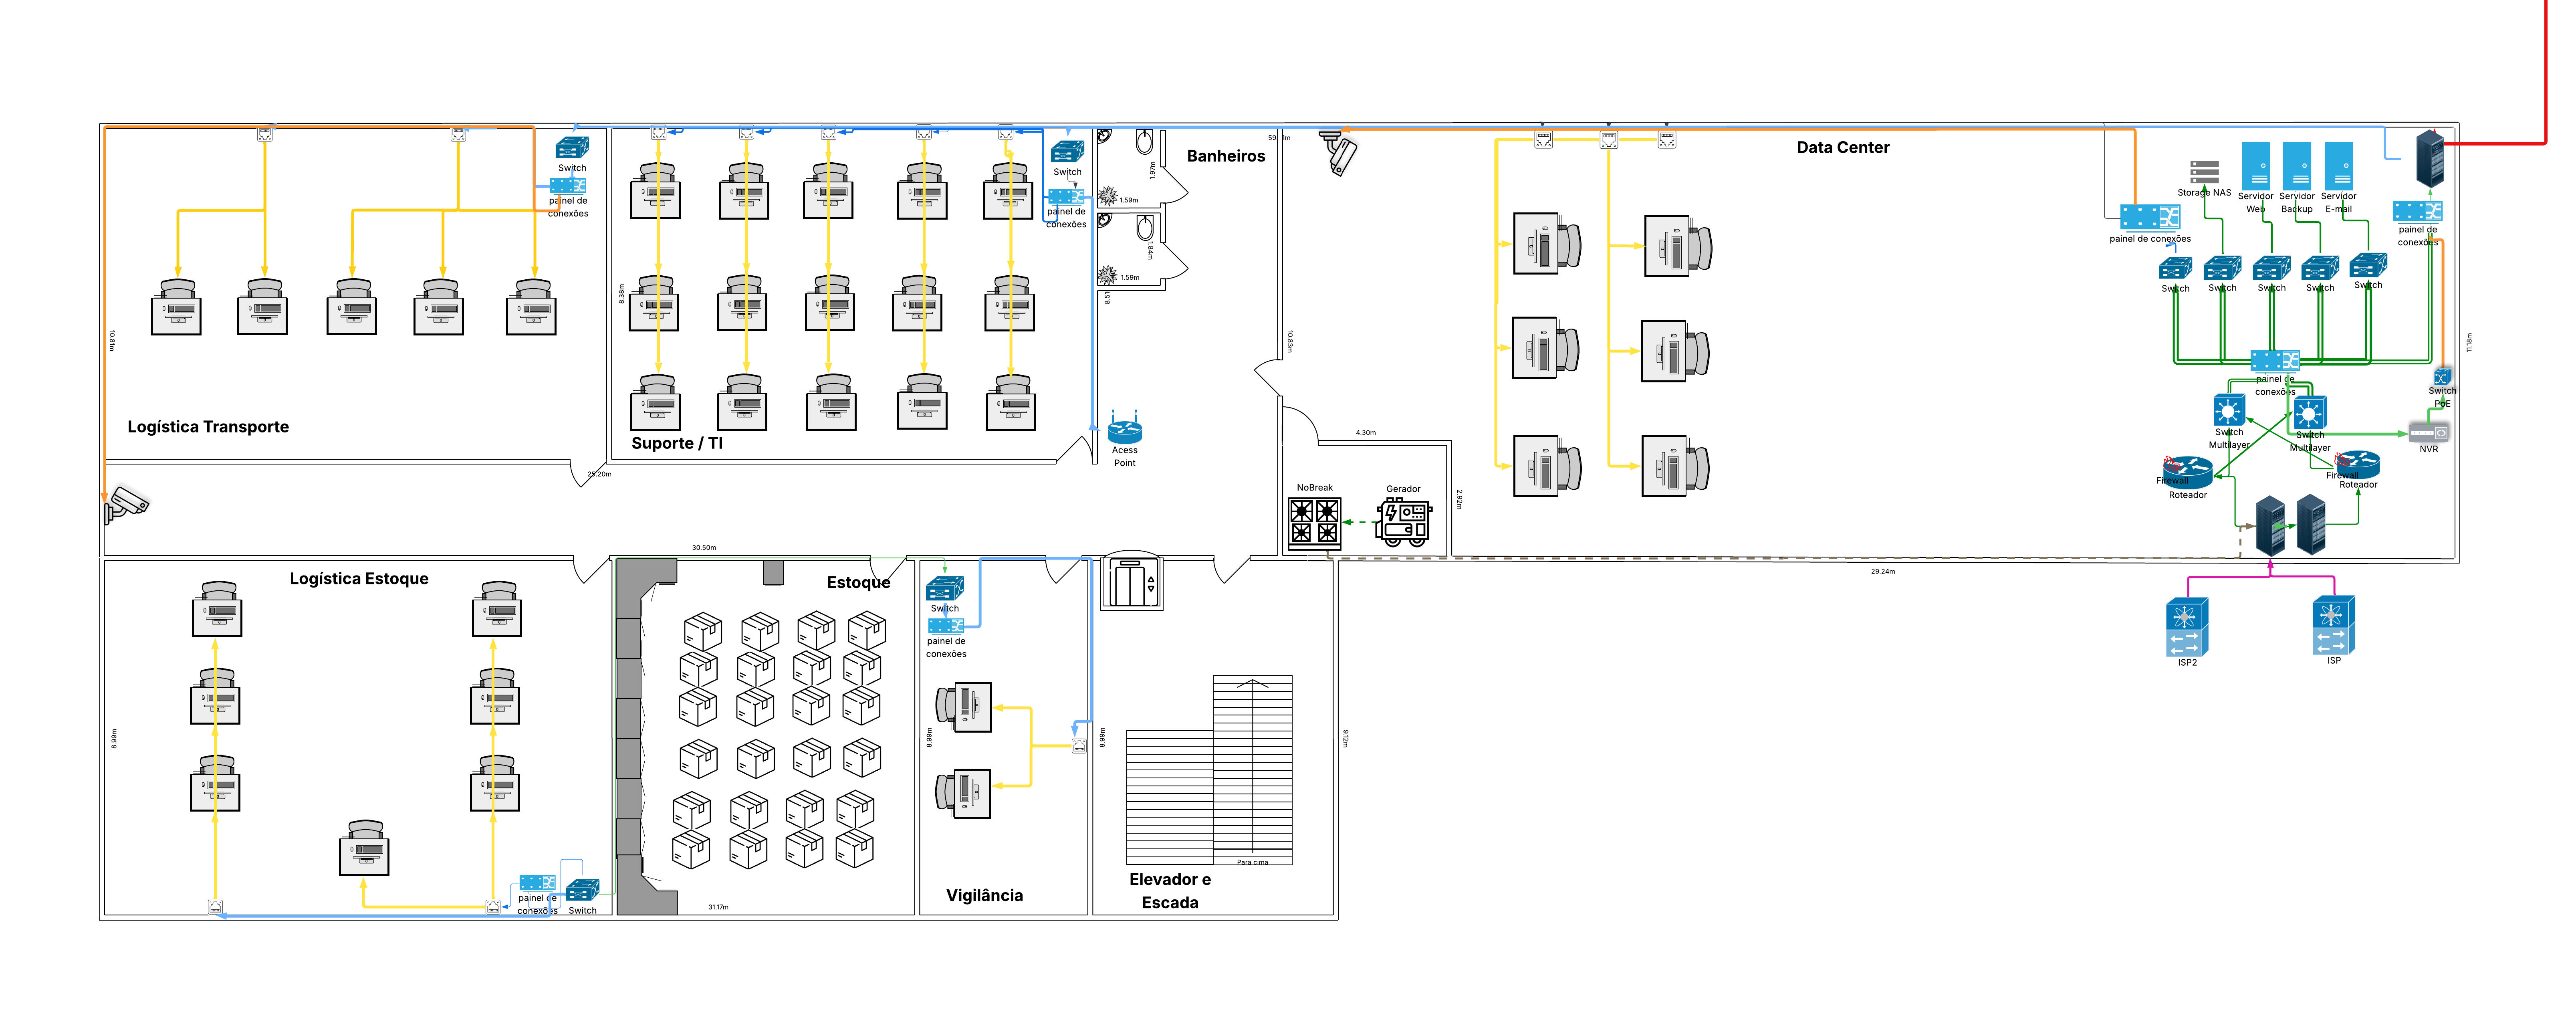 59.
m
Banheiros
Data Center
Switch
painel de
conexões
Switch
painel de
conexões
1.97m
1.59m
1.84m
1.59m
8.51
Storage NAS
Servidor
Web
Servidor
Backup
Servidor
E-mail
painel de conexões
painel de
conexões
Switch
Switch
Switch
Switch
Switch
10.81m
8.38m
10.83m
11.18m
painel de
conexões
Switch
PoE
Switch
Multilayer
Switch
Multilayer
NVR
Firewall
Roteador
Firewall
Roteador
Logística Transporte
Suporte / TI
Acess
Point
4.30m
25.20m
NoBreak
Gerador
2.92m
30.50m
29.24m
Logística Estoque
Estoque
Switch
painel de
conexões
ISP2
ISP
8.99m
8.99m
8.99m
9.12m
Para cima
Vigilância
Elevador e
Escada
painel de
conexões
Switch
31.17m